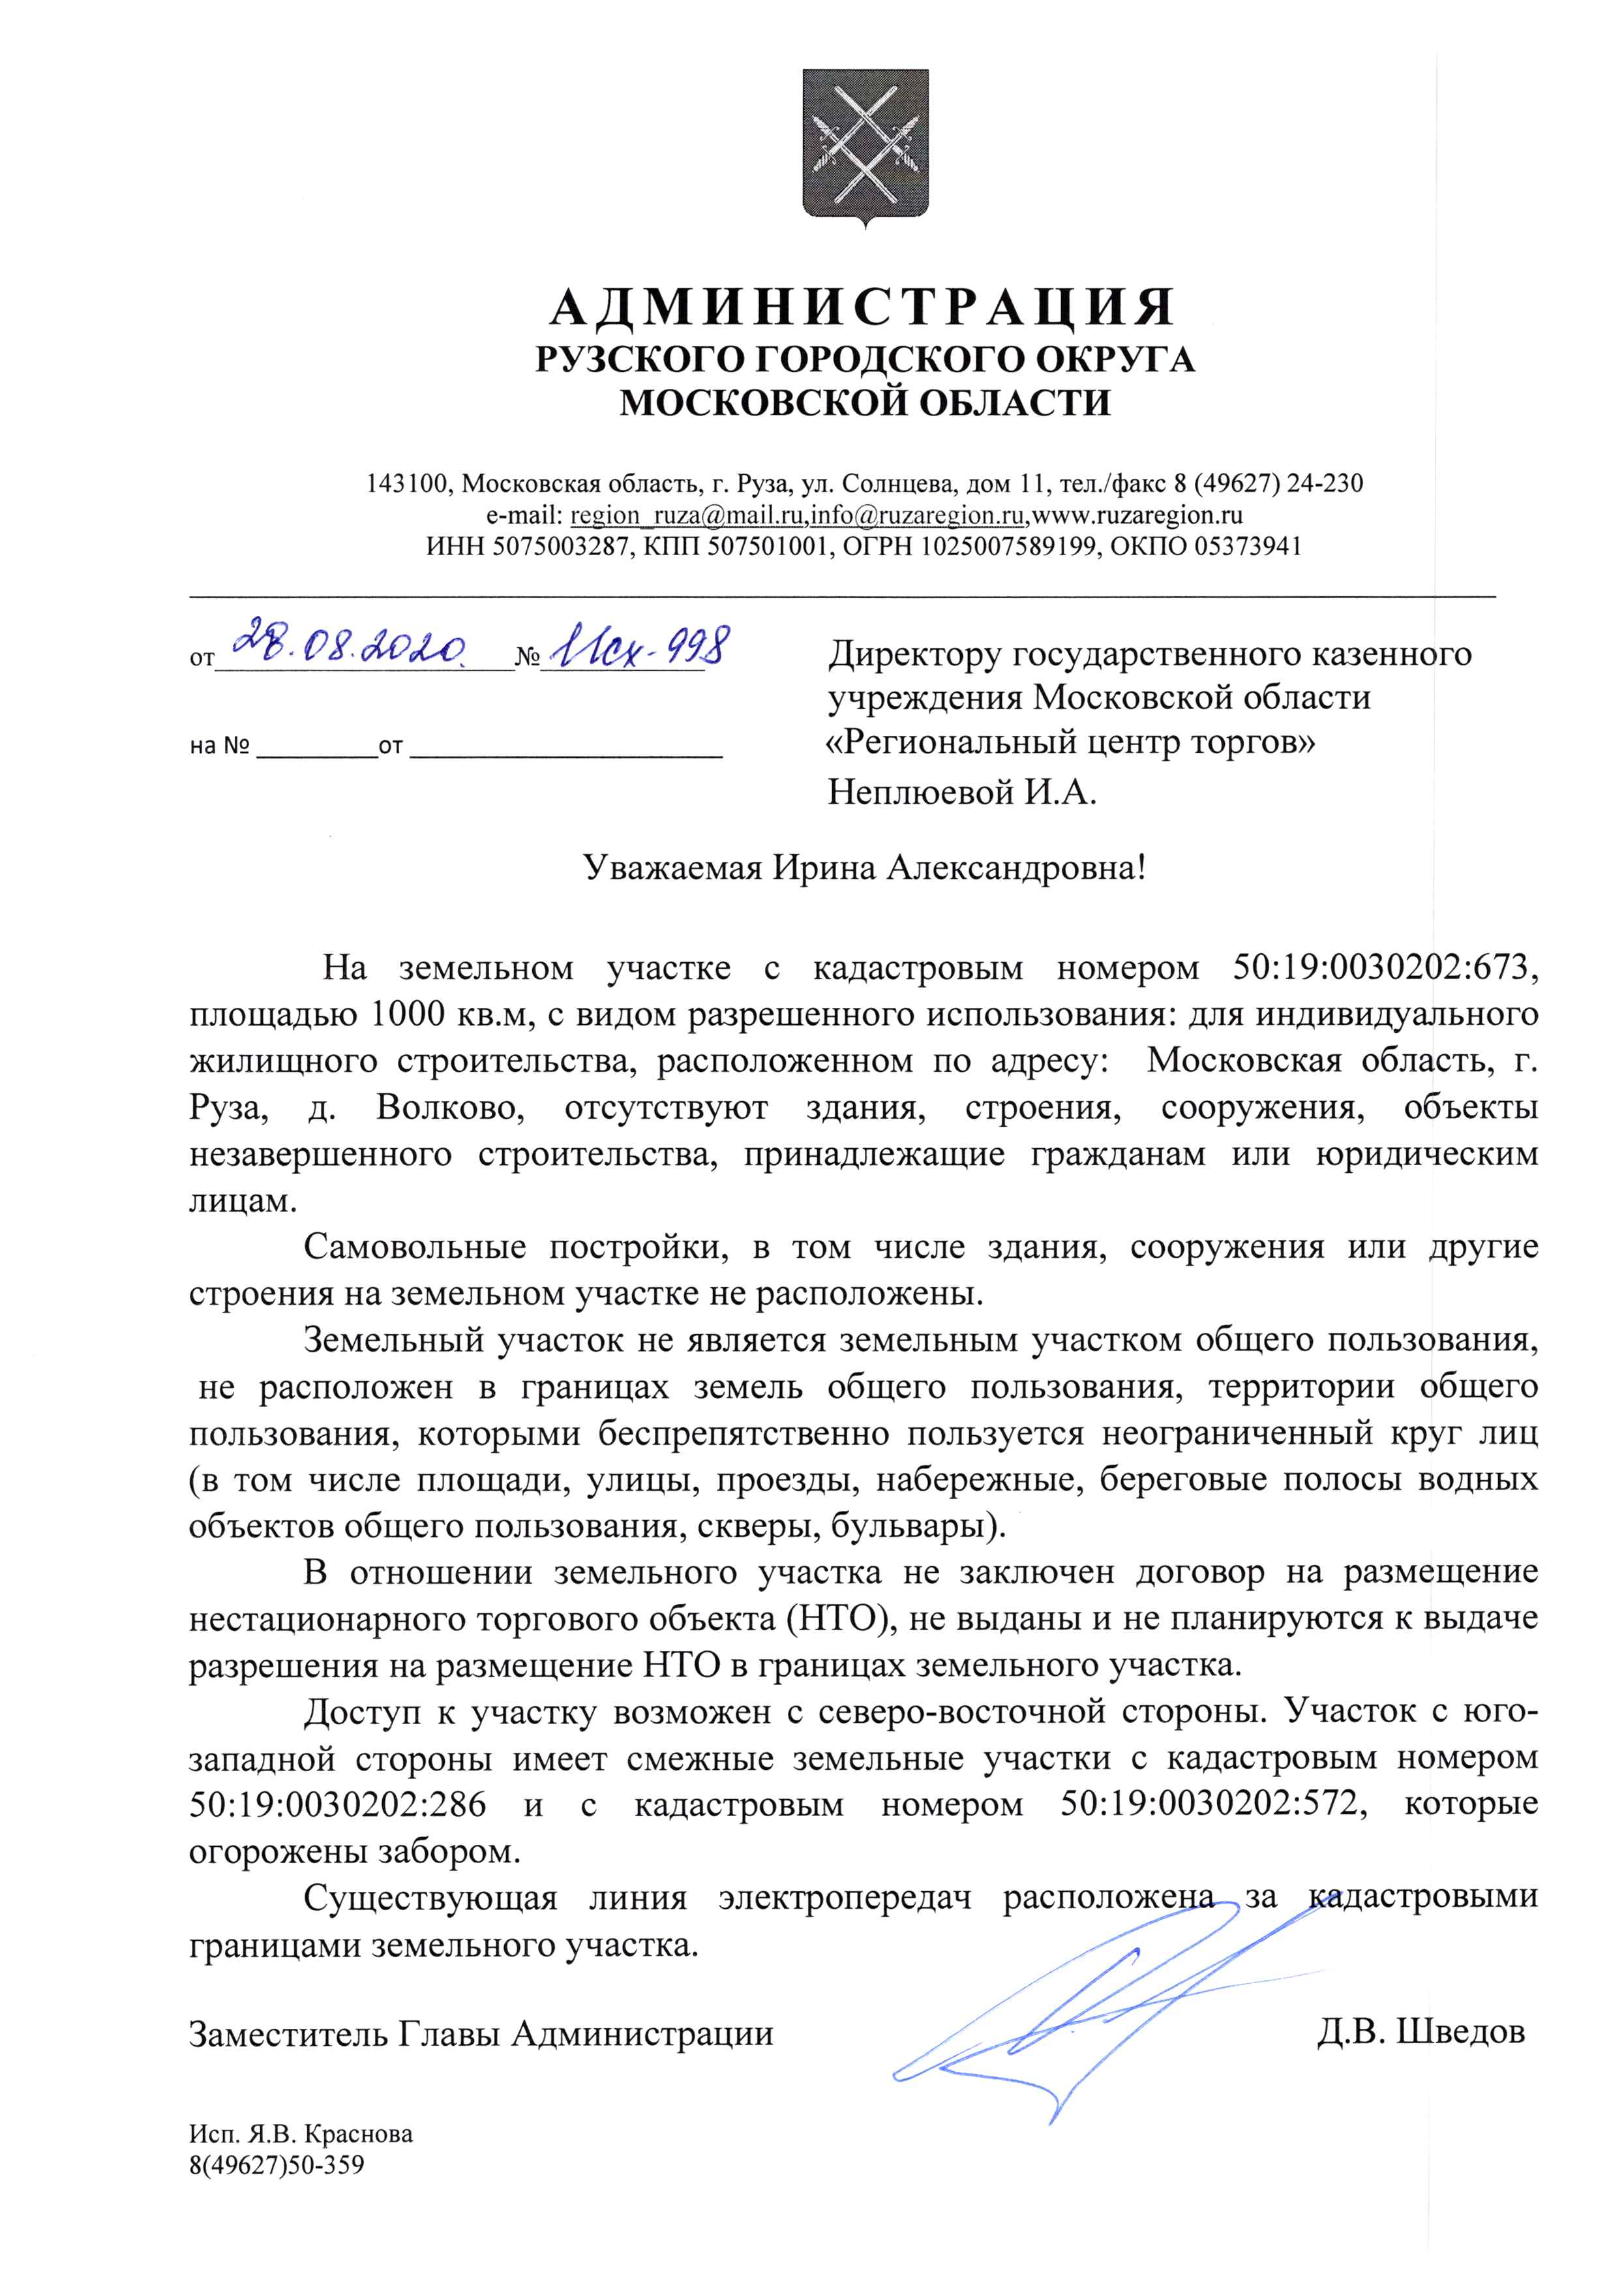 АДМИНИСТРАЦИЯ
РУЗСКОГО ГОРОДСКОГО ОКРУГА
МОСКОВСКОЙ ОБЛАСТИ
143100, Московская область, г. Руза, ул. Солнцева, дом 11, тел./факс 8 (49627) 24-230
e-mail: region_ruza@mail.ru,info@ruzaregion.ru,www.ruzaregion.ru
ИНН 5075003287, КПП 507501001, ОГРН 1025007589199, ОКПО 05373941
от 28.08.2020 № Исх-998
на № от
Директору государственного казенного
учреждения Московской области
«Региональный центр торгов»
Неплюевой И.А.
Уважаемая Ирина Александровна!
На земельном участке с кадастровым номером 50:19:0030202:673,
площадью 1000 кв.м, с видом разрешенного использования: для индивидуального
жилищного строительства, расположенном по адресу: Московская область, г.
Руза, д. Волково, отсутствуют здания, строения, сооружения, объекты
незавершенного строительства, принадлежащие гражданам или юридическим
лицам.
Самовольные постройки, в том числе здания, сооружения или другие
строения на земельном участке не расположены.
Земельный участок не является земельным участком общего пользования,
не расположен в границах земель общего пользования, территории общего
пользования, которыми беспрепятственно пользуется неограниченный круг лиц
(в том числе площади, улицы, проезды, набережные, береговые полосы водных
объектов общего пользования, скверы, бульвары).
В отношении земельного участка не заключен договор на размещение
нестационарного торгового объекта (НТО), не выданы и не планируются к выдаче
разрешения на размещение НТО в границах земельного участка.
Доступ к участку возможен с северо-восточной стороны. Участок с юго-
западной стороны имеет смежные земельные участки с кадастровым номером
50:19:0030202:286 и с кадастровым номером 50:19:0030202:572, которые
огорожены забором.
Существующая линия электропередач расположена за кадастровыми
границами земельного участка.
Заместитель Главы Администрации Д.В. Шведов
Исп. Я.В. Краснова
8(49627)50-359